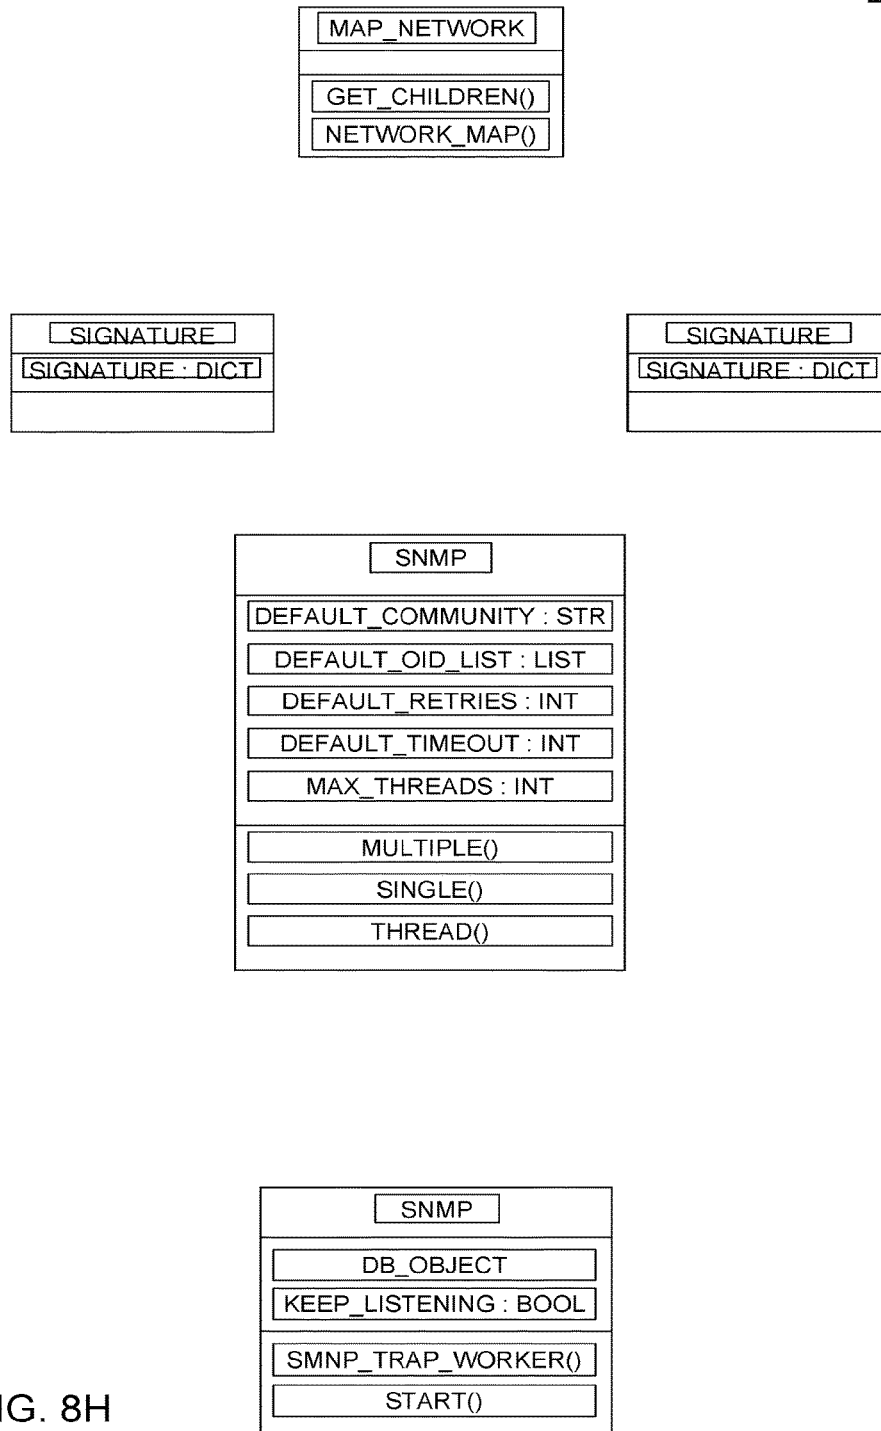 MAP_NETWORK
GET_CHILDREN()
NETWORK_MAP()
SIGNATURE
SIGNATURE : DICT
SIGNATURE
SIGNATURE : DICT
SNMP
DEFAULT_COMMUNITY : STR
DEFAULT_OID_LIST : LIST
DEFAULT_RETRIES : INT
DEFAULT_TIMEOUT : INT
MAX_THREADS : INT
MULTIPLE()
SINGLE()
THREAD()
SNMP
DB_OBJECT
KEEP_LISTENING : BOOL
SMNP_TRAP_WORKER()
START()
IG. 8H